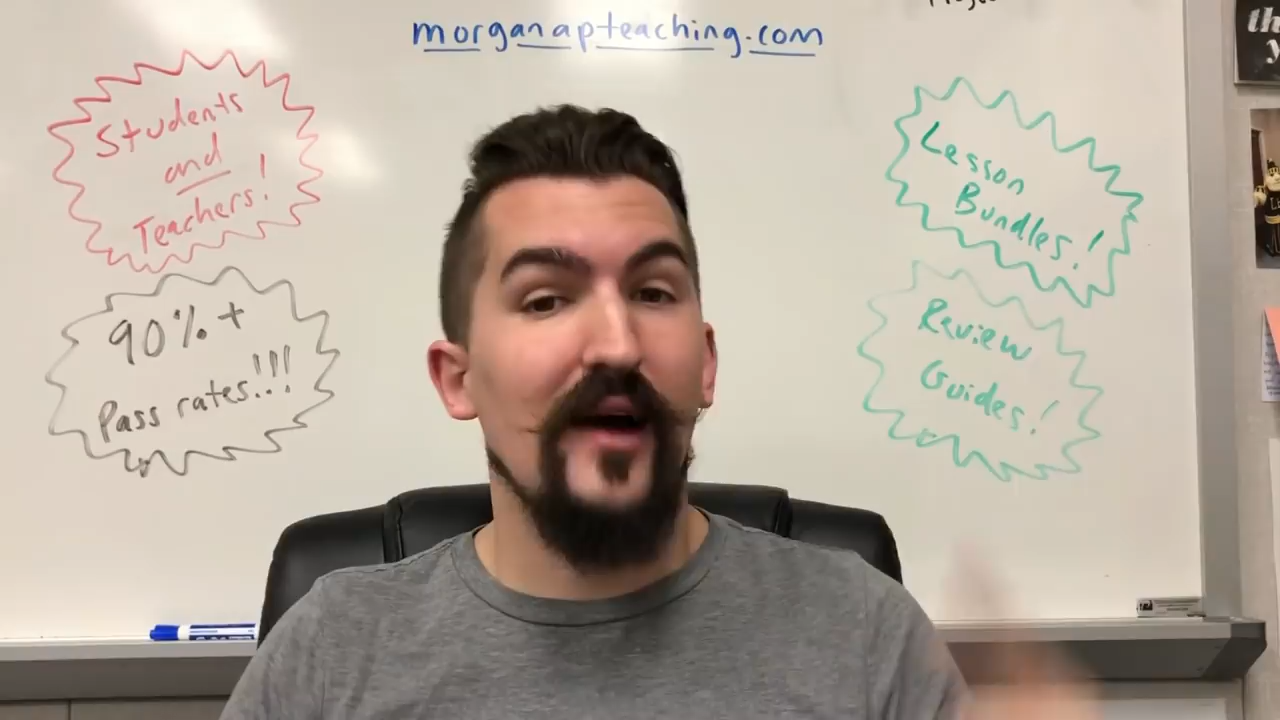 morganapteaching.com
Students
and
Teachers!
90%+
Pass rates!!!
Lesson
Bundles!
Review
Guides!